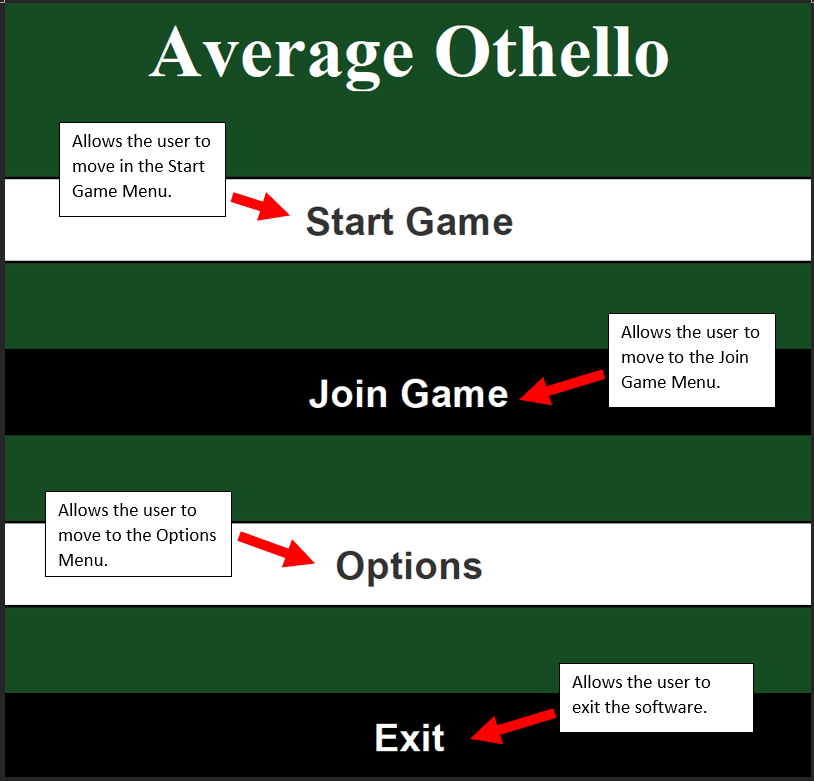 Average Othello
Allows the user to
move in the Start
Game Menu.
Start Game
Allows the user to
move to the Join
Game Menu.
Join Game
Allows the user to
move to the Options
Menu.
Options
Allows the user to
exit the software.
Exit